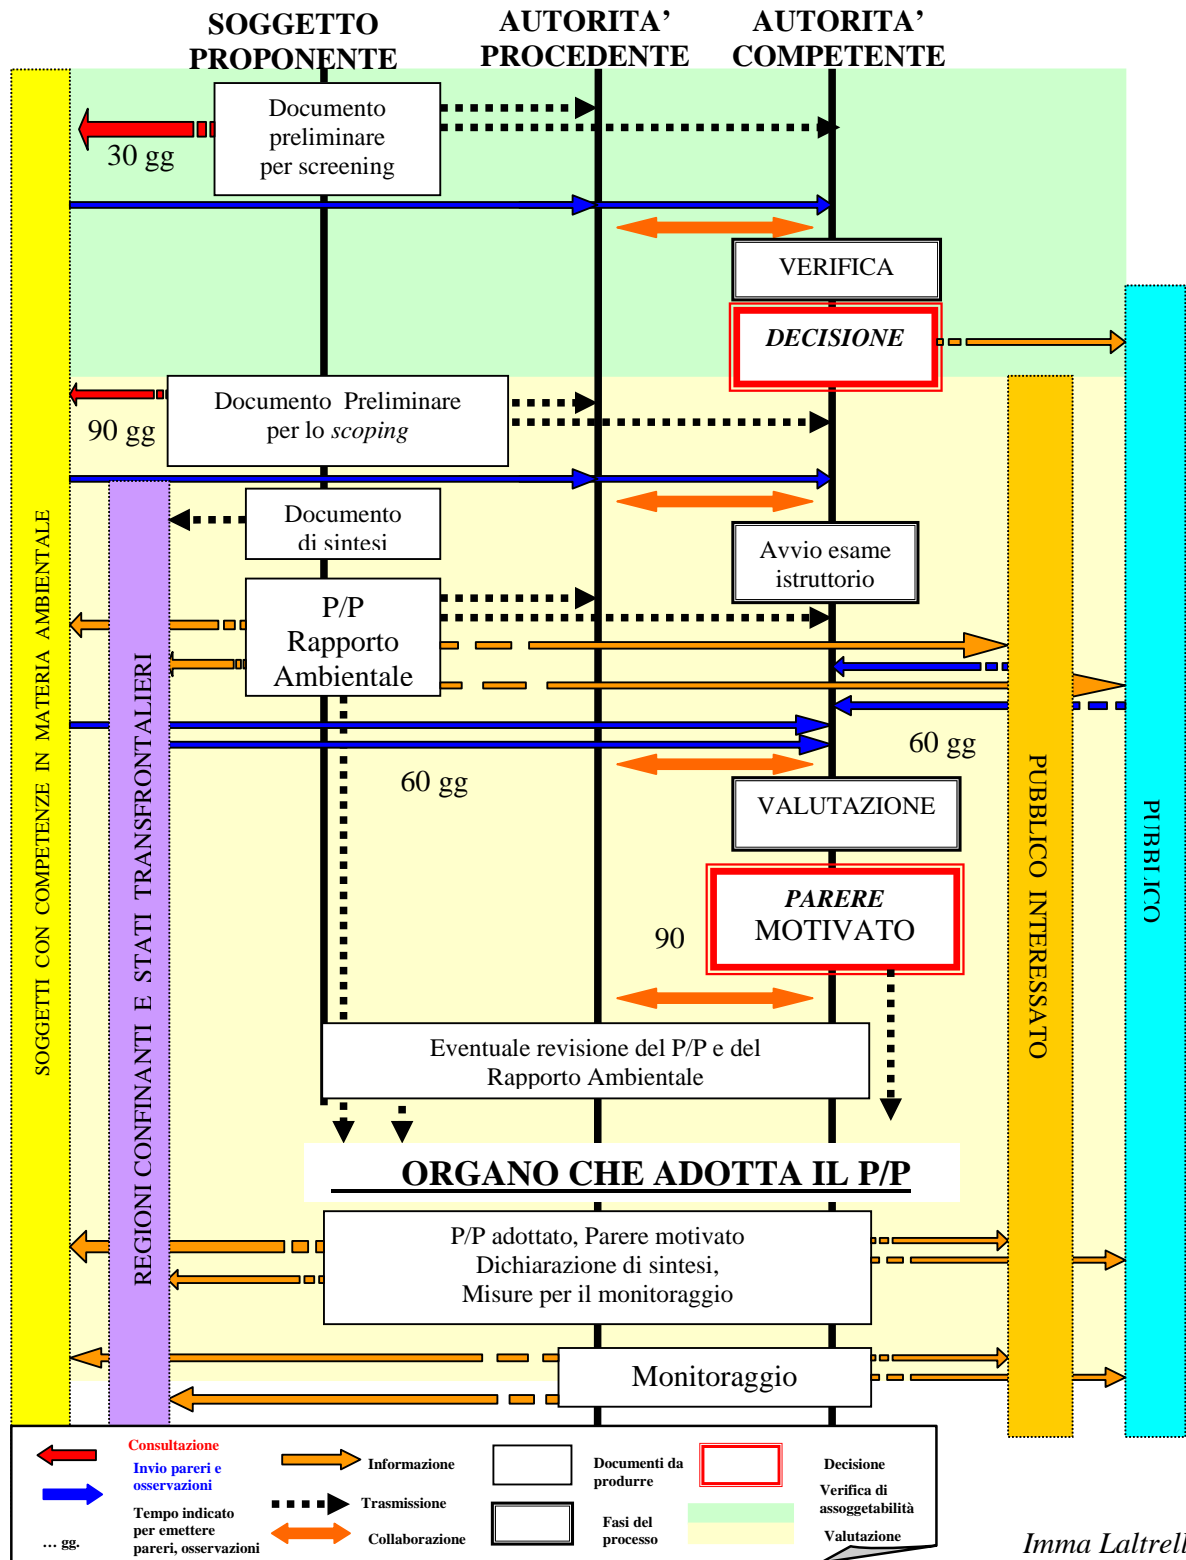 SOGGETTO
PROPONENTE
AUTORITA’
PROCEDENTE
AUTORITA’
COMPETENTE
Documento
preliminare
per screening
30 gg
VERIFICA
DECISIONE
Documento Preliminare
per lo scoping
90 gg
Documento
di sintesi
Avvio esame
istruttorio
P/P
Rapporto
Ambientale
60 gg
60 gg
VALUTAZIONE
PARERE
MOTIVATO
90
Eventuale revisione del P/P e del
Rapporto Ambientale
ORGANO CHE ADOTTA IL P/P
P/P adottato, Parere motivato
Dichiarazione di sintesi,
Misure per il monitoraggio
Monitoraggio
SOGGETTI CON COMPETENZE IN MATERIA AMBIENTALE
REGIONI CONFINANTI E STATI TRANSFRONTALIERI
PUBBLICO INTERESSATO
PUBBLICO
Consultazione
Invio pareri e
osservazioni
… gg.
Tempo indicato
per emettere
pareri, osservazioni
Informazione
Trasmissione
Collaborazione
Documenti da
produrre
Fasi del
processo
Decisione
Verifica di
assoggetabilità
Valutazione
Imma Laltrell